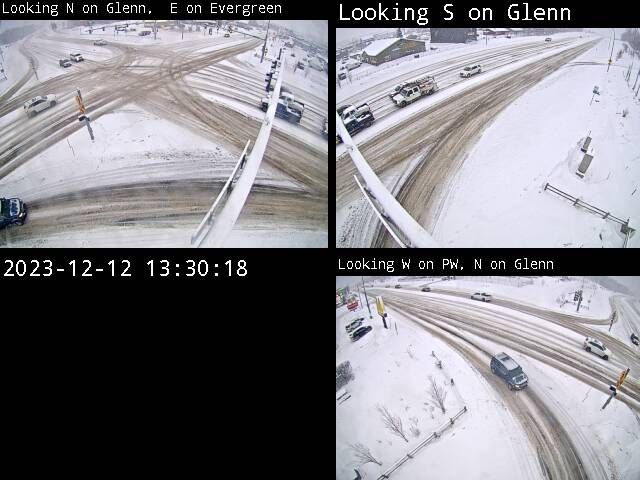 Looking N on Glenn,  E on Evergreen
Looking S on Glenn
2023-12-12 13:30:18
Looking W on PW, N on Glenn